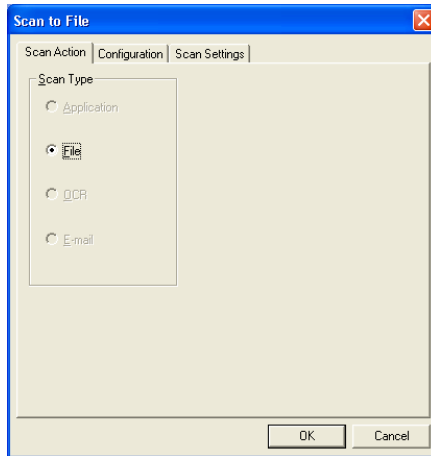 Scan to File
Scan Action Configuration Scan Settings
Scan Type
Application
File
OCR
E-mail
OK Cancel